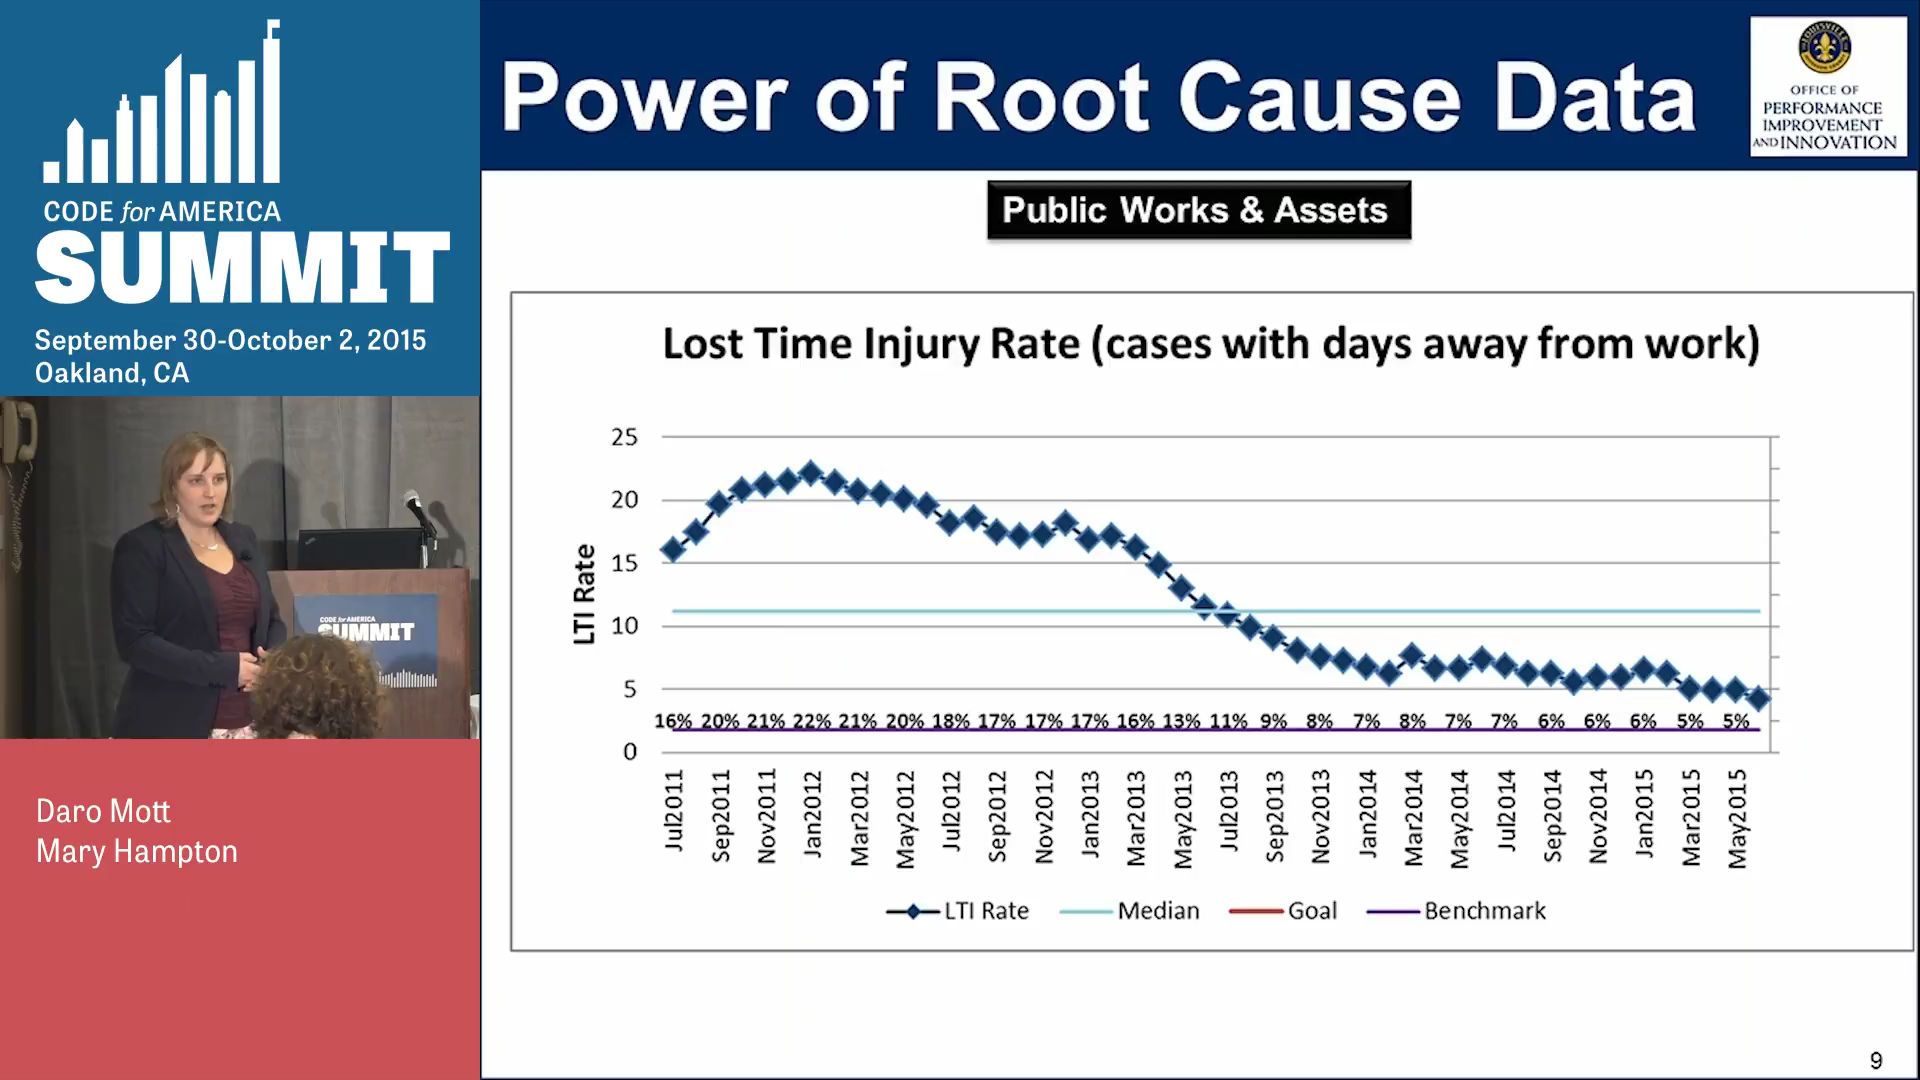 CODE for AMERICA
SUMMIT
September 30-October 2, 2015
Oakland, CA
CODE for AMERICA
SUMMIT
Daro Mott
Mary Hampton
Power of Root Cause Data
OFFICE OF
PERFORMANCE
IMPROVEMENT
AND INNOVATION
Public Works & Assets
Lost Time Injury Rate (cases with days away from work)
LTI Rate
25
20
15
10
5
0
16% 20% 21% 22% 21% 20% 18% 17% 17% 17% 16% 13% 11% 9% 8% 7% 8% 7% 7% 6% 6% 6% 5% 5%
Jul2011 Sep2011 Nov2011 Jan2012 Mar2012 May2012 Jul2012 Sep2012 Nov2012 Jan2013 Mar2013 May2013 Jul2013 Sep2013 Nov2013 Jan2014 Mar2014 May2014 Jul2014 Sep2014 Nov2014 Jan2015 Mar2015 May2015
LTI Rate Median Goal Benchmark
9